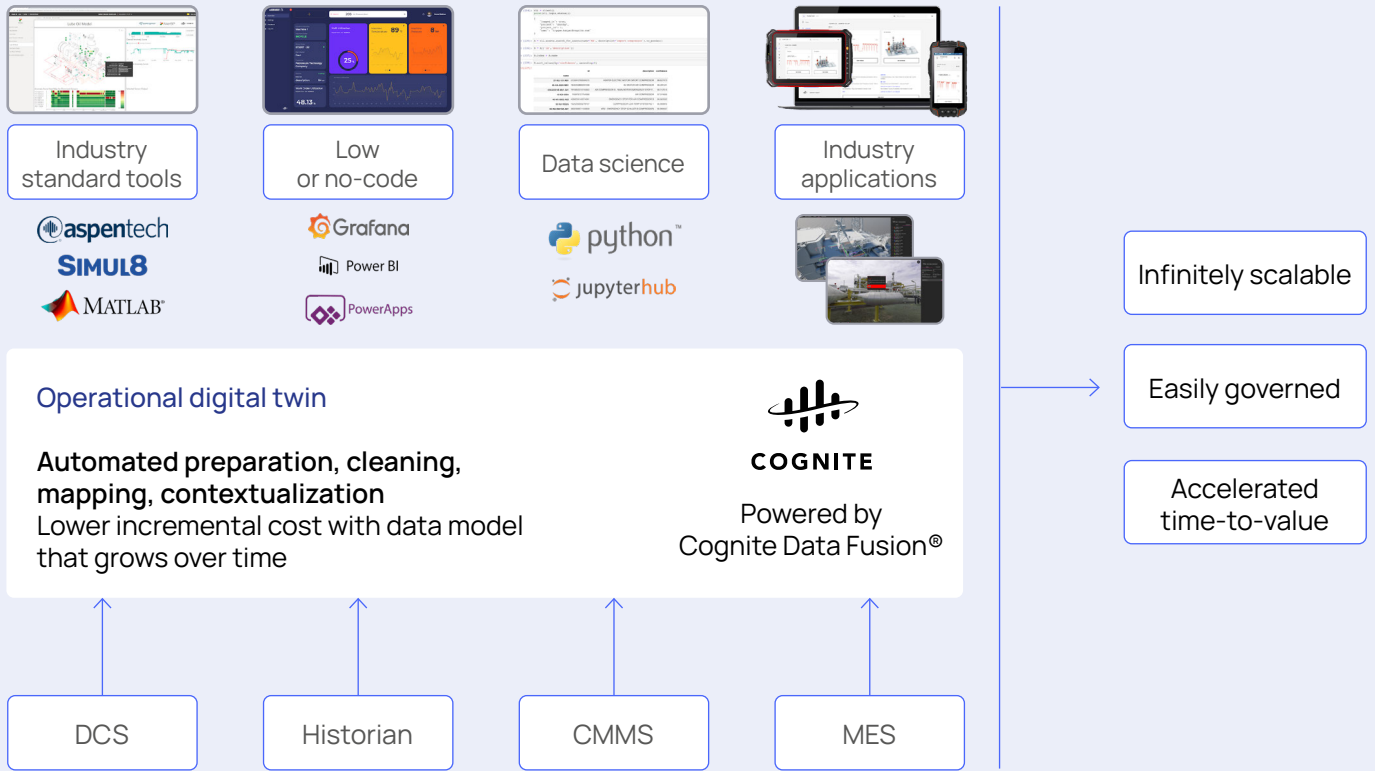 Industry
standard tools
Low
or no-code
Data science
Industry
applications
aspentech
SIMUL8
MATLAB®
Grafana
Power BI
PowerApps
python™
jupyterhub
Operational digital twin
Automated preparation, cleaning,
mapping, contextualization
Lower incremental cost with data model
that grows over time
COGNITE
Powered by
Cognite Data Fusion®
DCS
Historian
CMMS
MES
Infinitely scalable
Easily governed
Accelerated
time-to-value